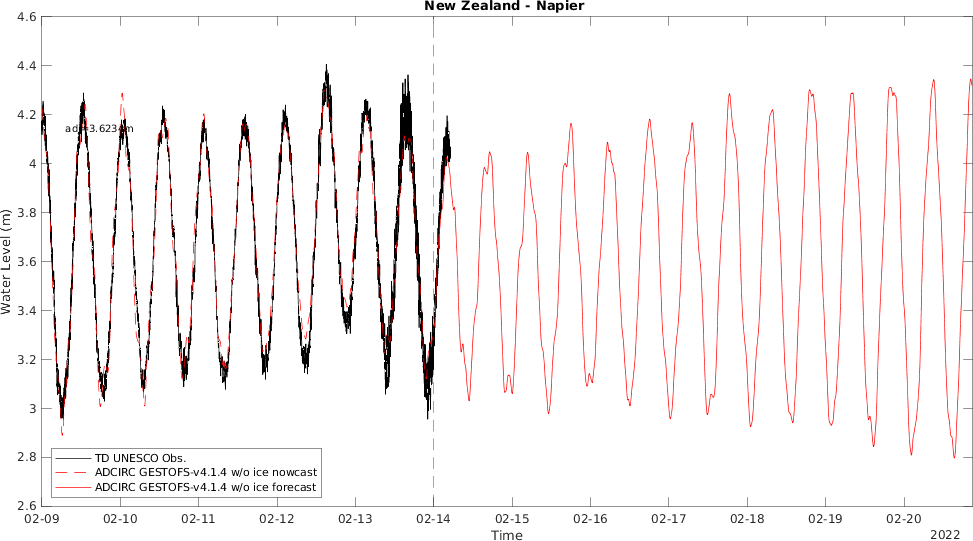 New Zealand - Napier
4.6
4.4
4.2
4
3.8
3.6
3.4
3.2
3
2.8
2.6
Water Level (m)
TD UNESCO Obs.
ADCIRC GESTOFS-v4.1.4 w/o ice nowcast
ADCIRC GESTOFS-v4.1.4 w/o ice forecast
02-09 02-10 02-11 02-12 02-13 02-14 02-15 02-16 02-17 02-18 02-19 02-20
Time
2022